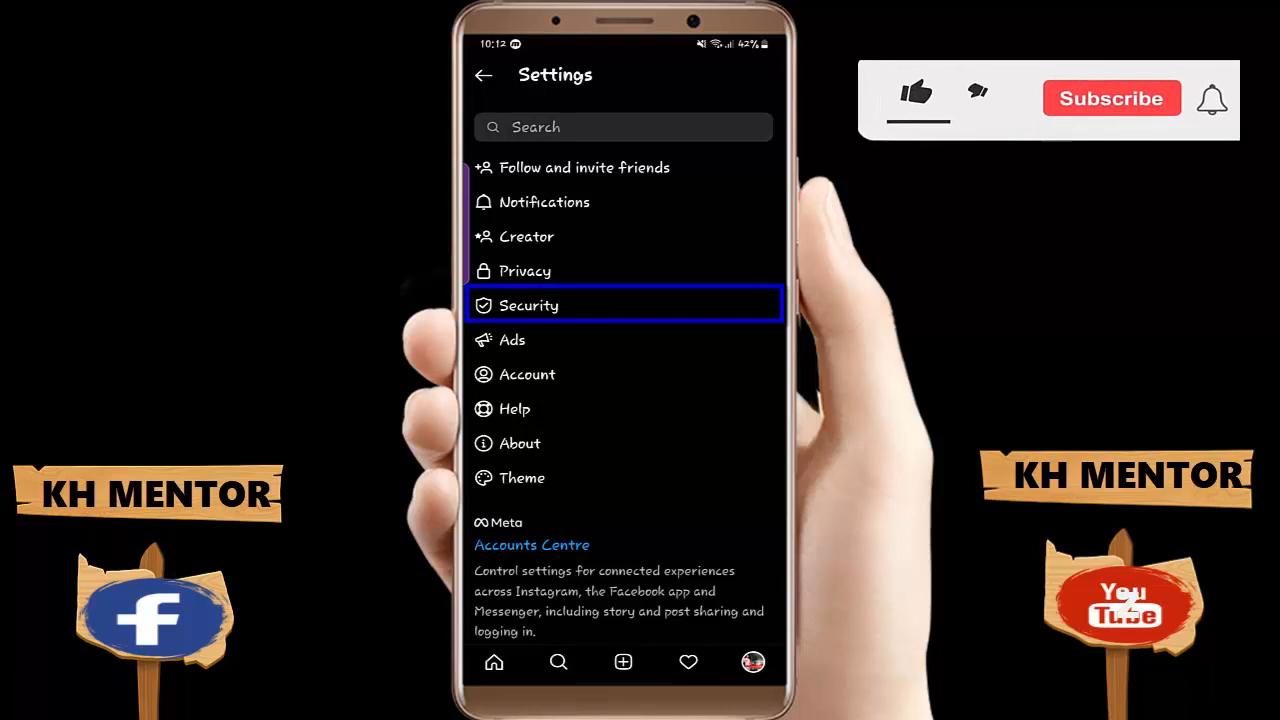 10:12
42%
Settings
Search
Follow and invite friends
Notifications
Creator
Privacy
Security
Ads
Account
Help
About
Theme
Meta
Accounts Centre
Control settings for connected experiences
across Instagram, the Facebook app and
Messenger, including story and post sharing and
logging in.
Subscribe
KH MENTOR
f
KH MENTOR
You
Tube